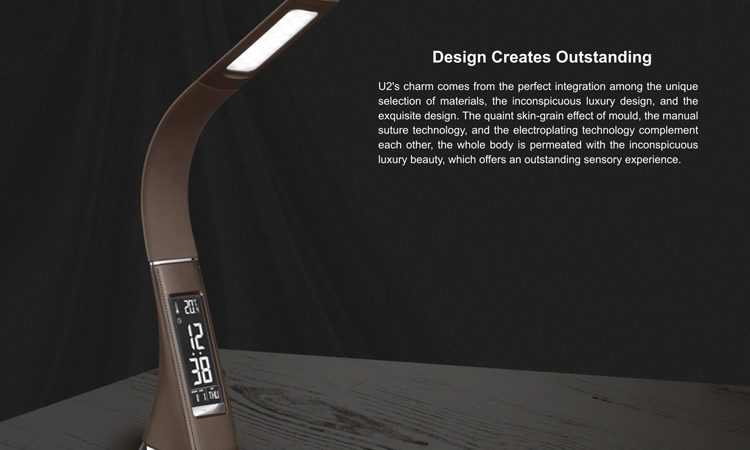 Design Creates Outstanding
U2's charm comes from the perfect integration among the unique
selection of materials, the inconspicuous luxury design, and the
exquisite design. The quaint skin-grain effect of mould, the manual
suture technology, and the electroplating technology complement
each other, the whole body is permeated with the inconspicuous
luxury beauty, which offers an outstanding sensory experience.
20
12
38
1 1 THU